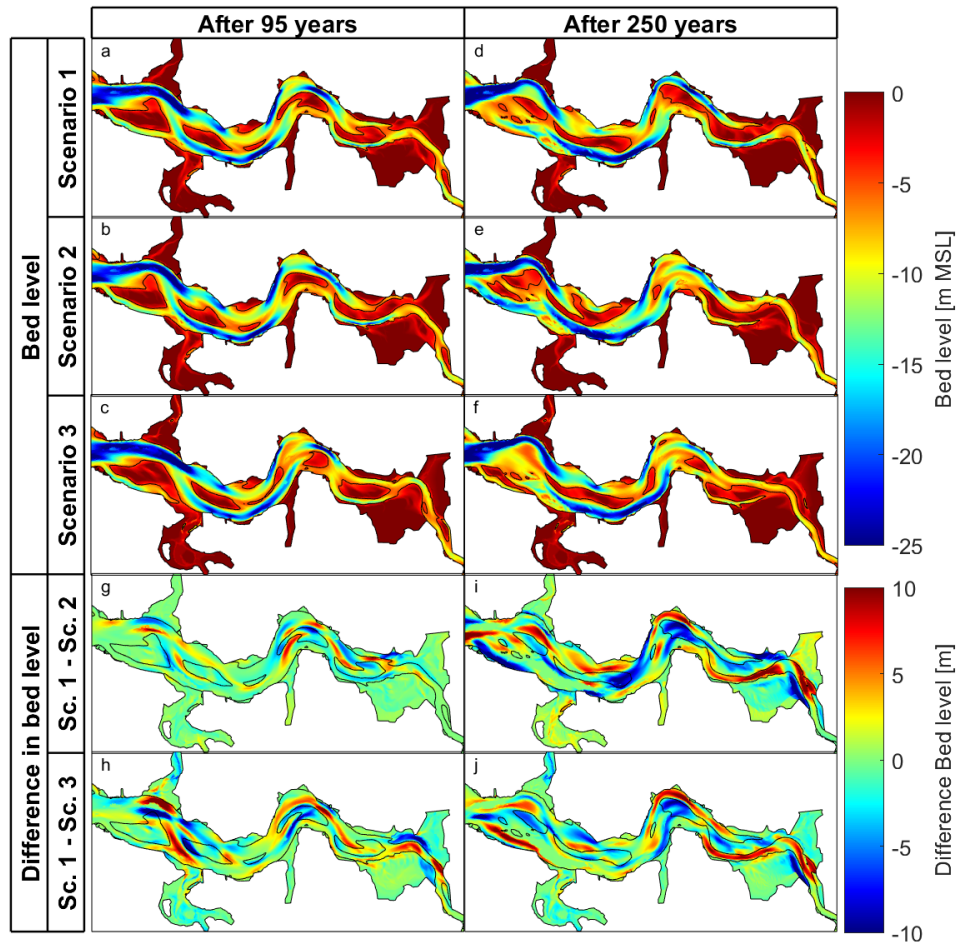 After 95 years
After 250 years
Bed level
Scenario 1
Scenario 2
Scenario 3
a
d
b
e
c
f
0
-5
-10
-15
-20
-25
Bed level [m MSL]
Difference in bed level
Sc. 1 - Sc. 2
Sc. 1 - Sc. 3
g
i
h
j
10
5
0
-5
-10
Difference Bed level [m]